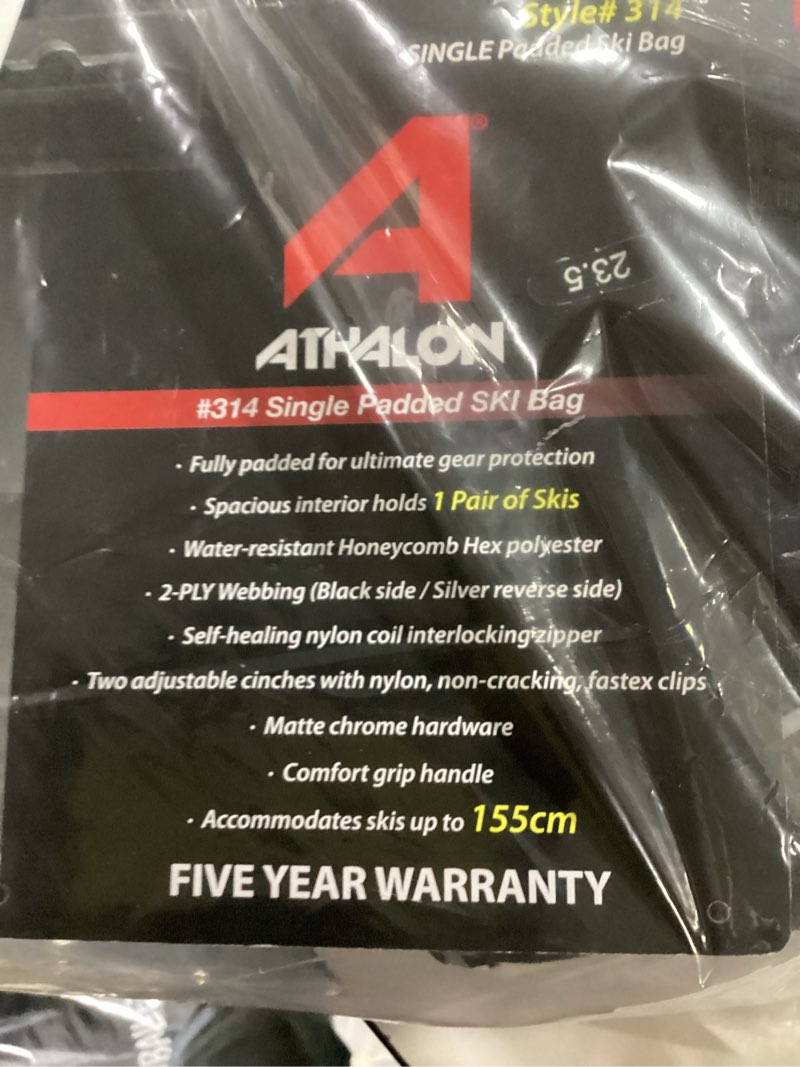 Style# 314
SINGLE Padded Ski Bag
A®
23.5
ATHALON
#314 Single Padded SKI Bag
· Fully padded for ultimate gear protection
· Spacious interior holds 1 Pair of Skis
· Water-resistant Honeycomb Hex polyester
· 2-PLY Webbing (Black side / Silver reverse side)
· Self-healing nylon coil interlocking zipper
· Two adjustable cinches with nylon, non-cracking, fastex clips
· Matte chrome hardware
· Comfort grip handle
· Accommodates skis up to 155cm
FIVE YEAR WARRANTY